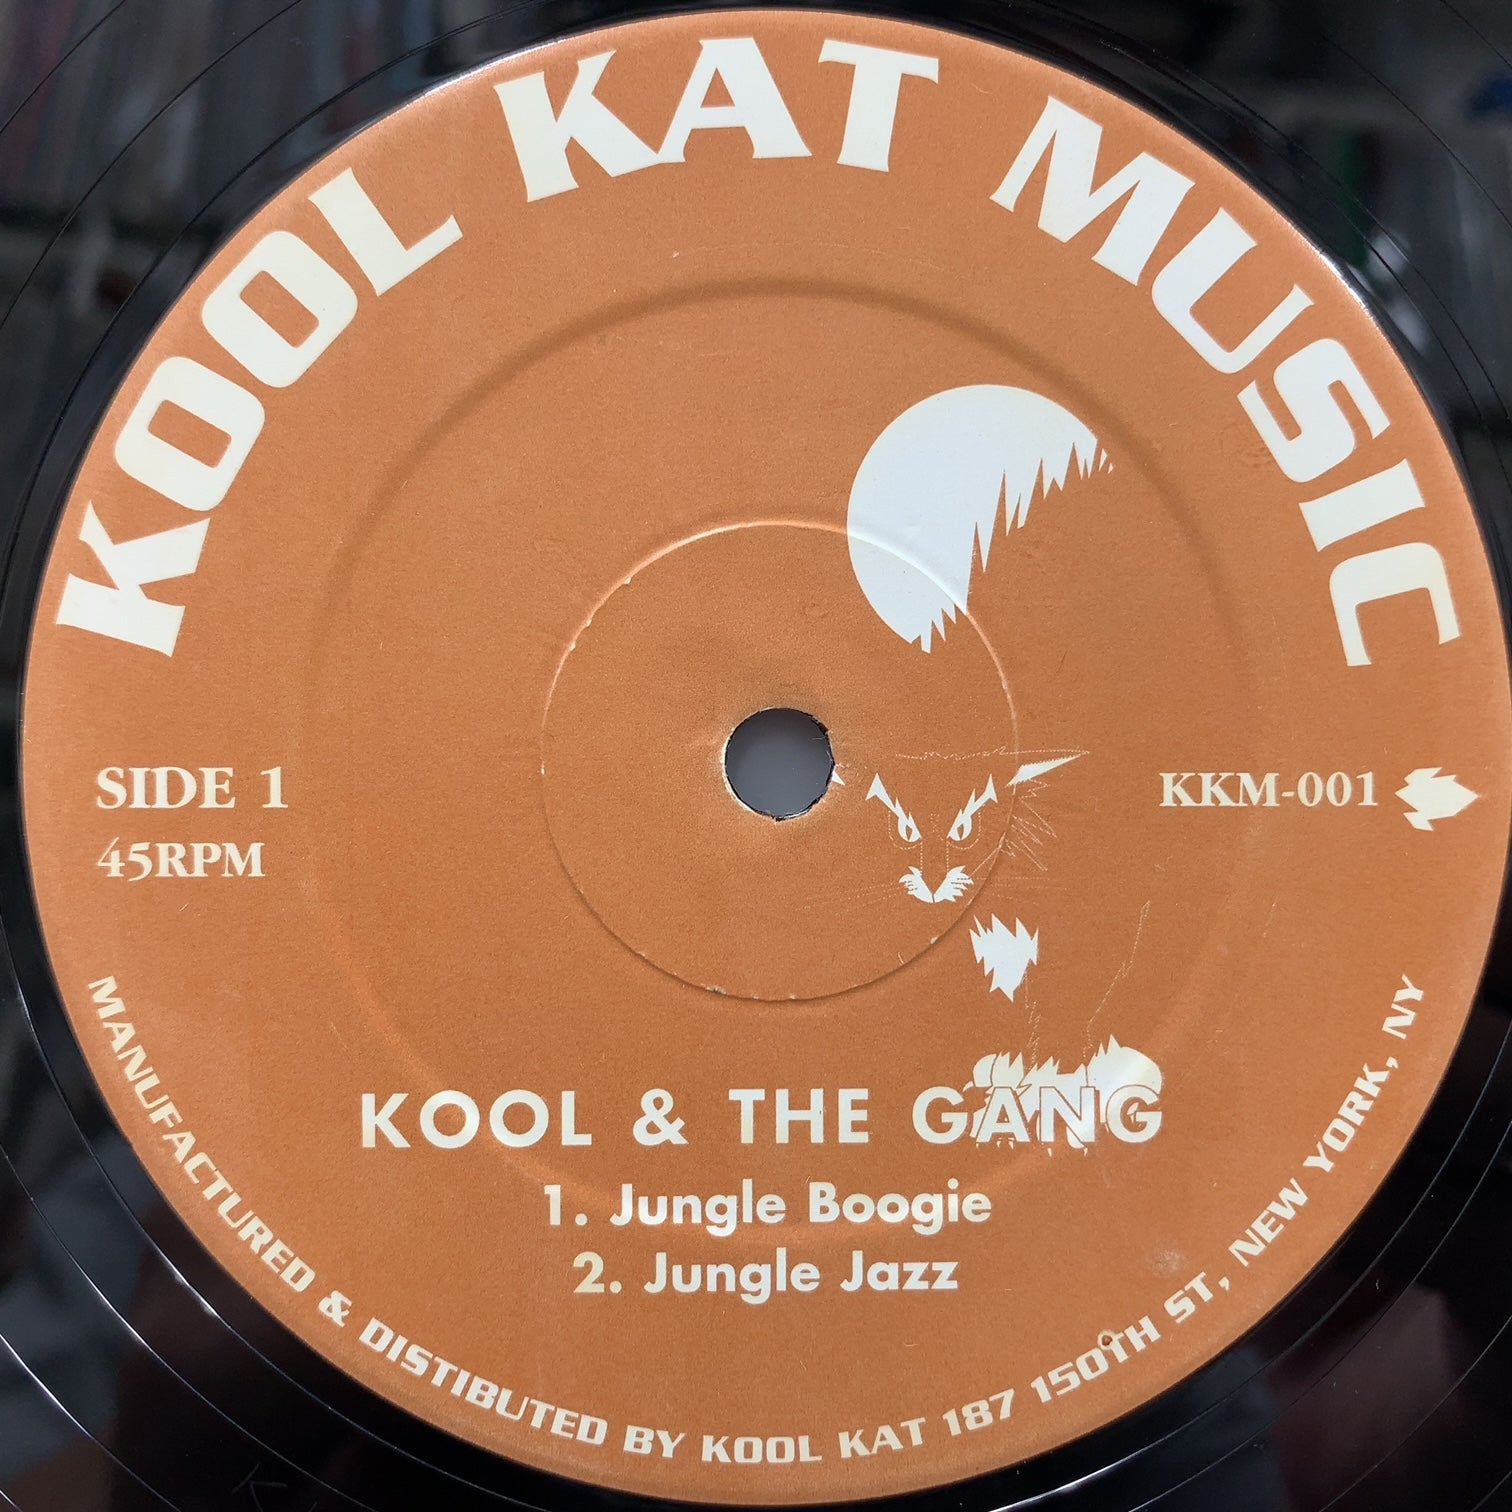 KOOL KAT MUSIC
SIDE 1
45RPM
KKM-001
KOOL & THE GANG
1. Jungle Boogie
2. Jungle Jazz
MANUFACTURED & DISTIBUTED BY KOOL KAT 187 150TH ST, NEW YORK, NY